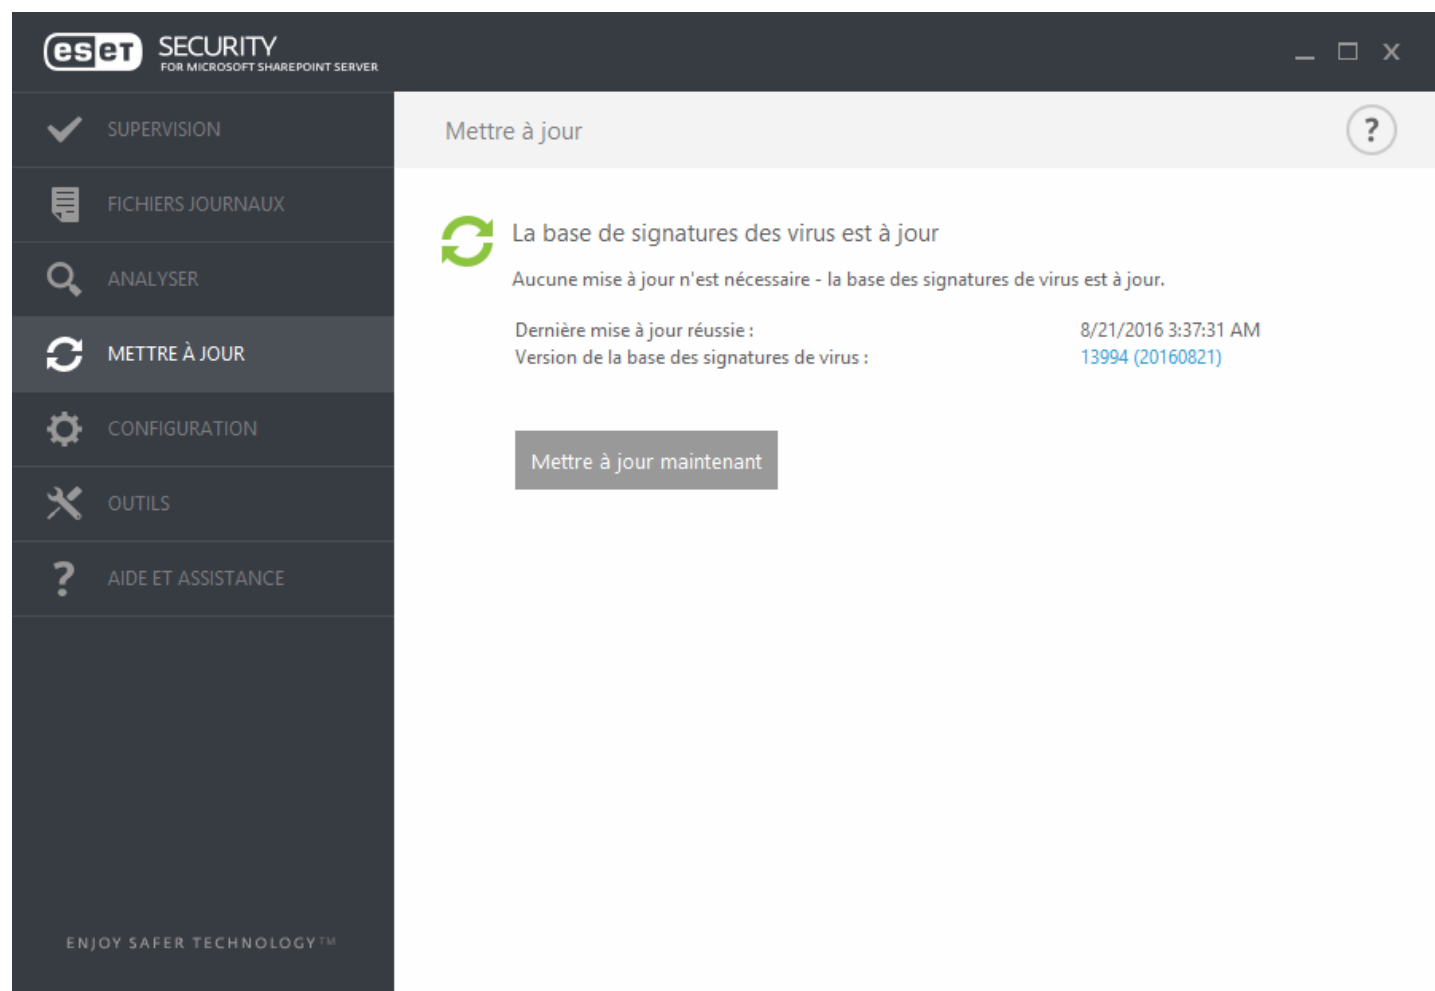 eset SECURITY
FOR MICROSOFT SHAREPOINT SERVER
SUPERVISION
FICHIERS JOURNAUX
ANALYSER
METTRE À JOUR
CONFIGURATION
OUTILS
? AIDE ET ASSISTANCE
ENJOY SAFER TECHNOLOGY™
Mettre à jour
?
La base de signatures des virus est à jour
Aucune mise à jour n'est nécessaire - la base des signatures de virus est à jour.
Dernière mise à jour réussie : 8/21/2016 3:37:31 AM
Version de la base des signatures de virus : 13994 (20160821)
Mettre à jour maintenant